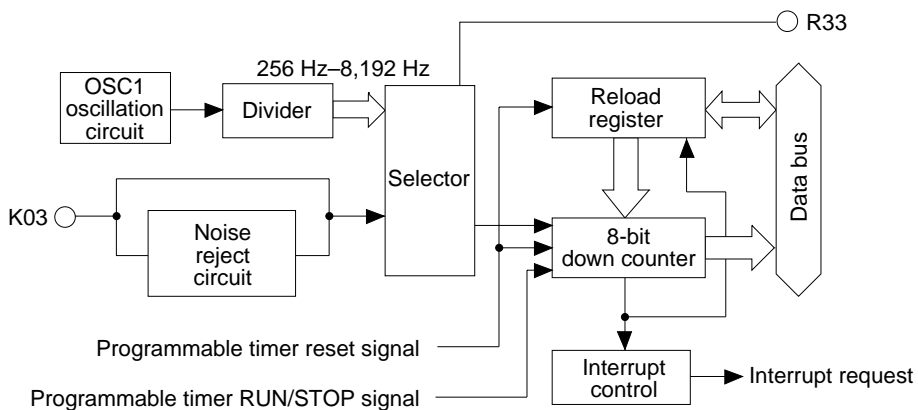 R33
256 Hz–8,192 Hz
OSC1
oscillation
circuit
Divider
Reload
register
Selector
Data bus
K03
Noise
reject
circuit
8-bit
down counter
Programmable timer reset signal
Interrupt
control
Interrupt request
Programmable timer RUN/STOP signal